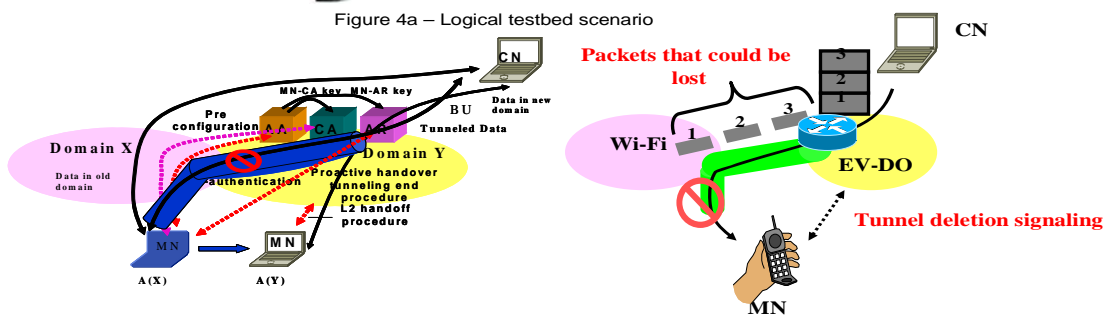 Figure 4a – Logical testbed scenario
CN
MN-CA key
MN-AR key
BU
Data in new
domain
Pre
configuration
AA
CA
AR
Tunneled Data
Domain X
Domain Y
Data in old
domain
-authentication
Proactive handover
tunneling end
procedure
L2 handoff
procedure
MN
MN
A(X)
A(Y)
CN
Packets that could be
lost
3
2
1
3
2
1
Wi-Fi
EV-DO
Tunnel deletion signaling
MN